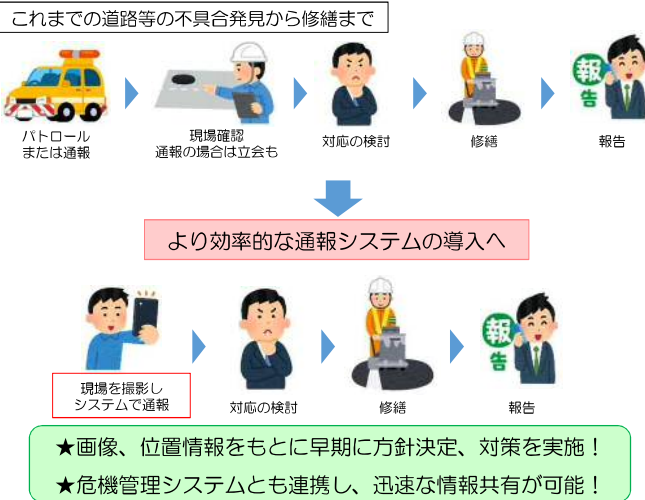 これまでの道路等の不具合発見から修繕まで
パトロール
または通報
現場確認
通報の場合は立会も
対応の検討
修繕
報
告
報告
より効率的な通報システムの導入へ
現場を撮影し
システムで通報
対応の検討
修繕
報
告
報告
★画像、位置情報をもとに早期に方針決定、対策を実施！
★危機管理システムとも連携し、迅速な情報共有が可能！